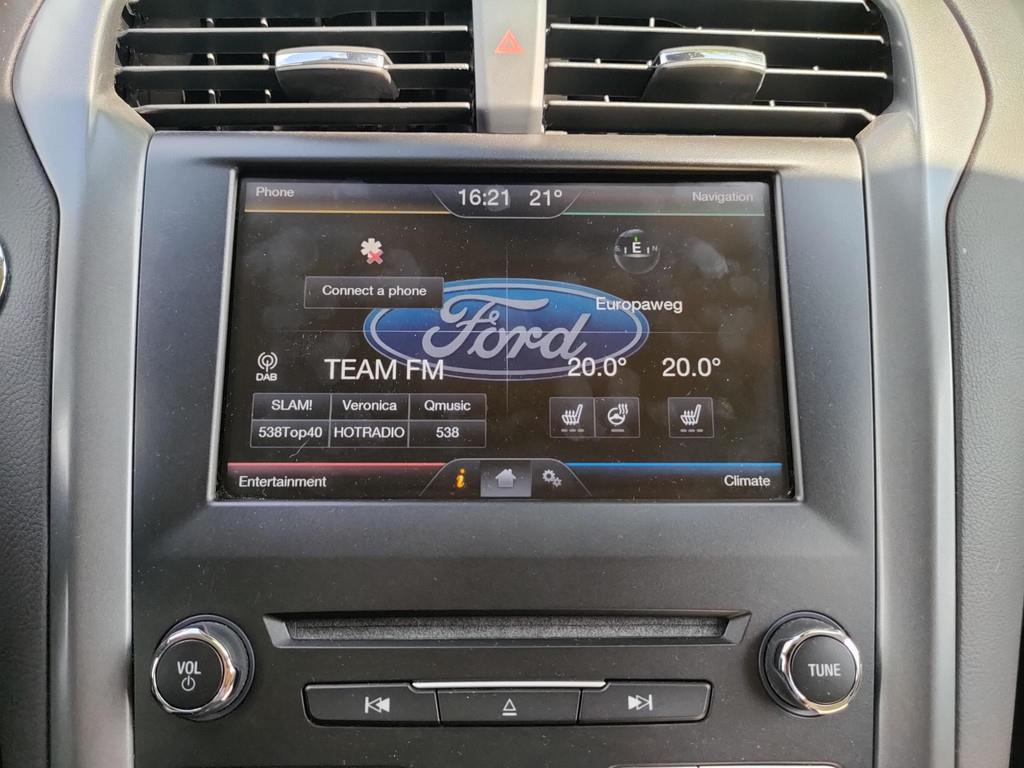 Phone 16:21 21° Navigation
S E N
Connect a phone
Europaweg
Ford
DAB TEAM FM 20.0° 20.0°
SLAM! Veronica Qmusic
538Top40 HOTRADIO 538
Entertainment i Climate
VOL
TUNE